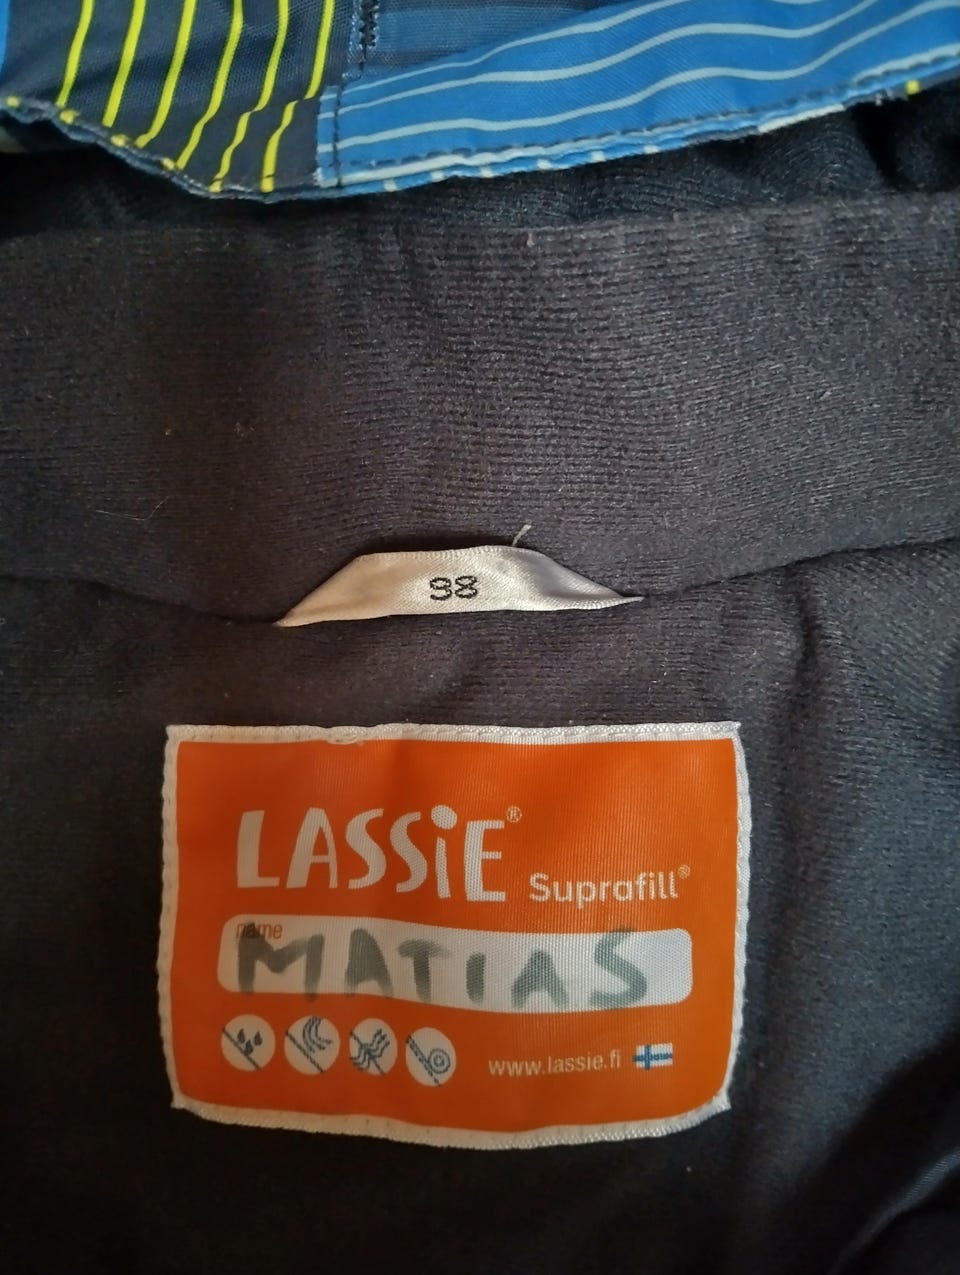 98
LASSiE®
Suprafill®
name
MATIAS
www.lassie.fi